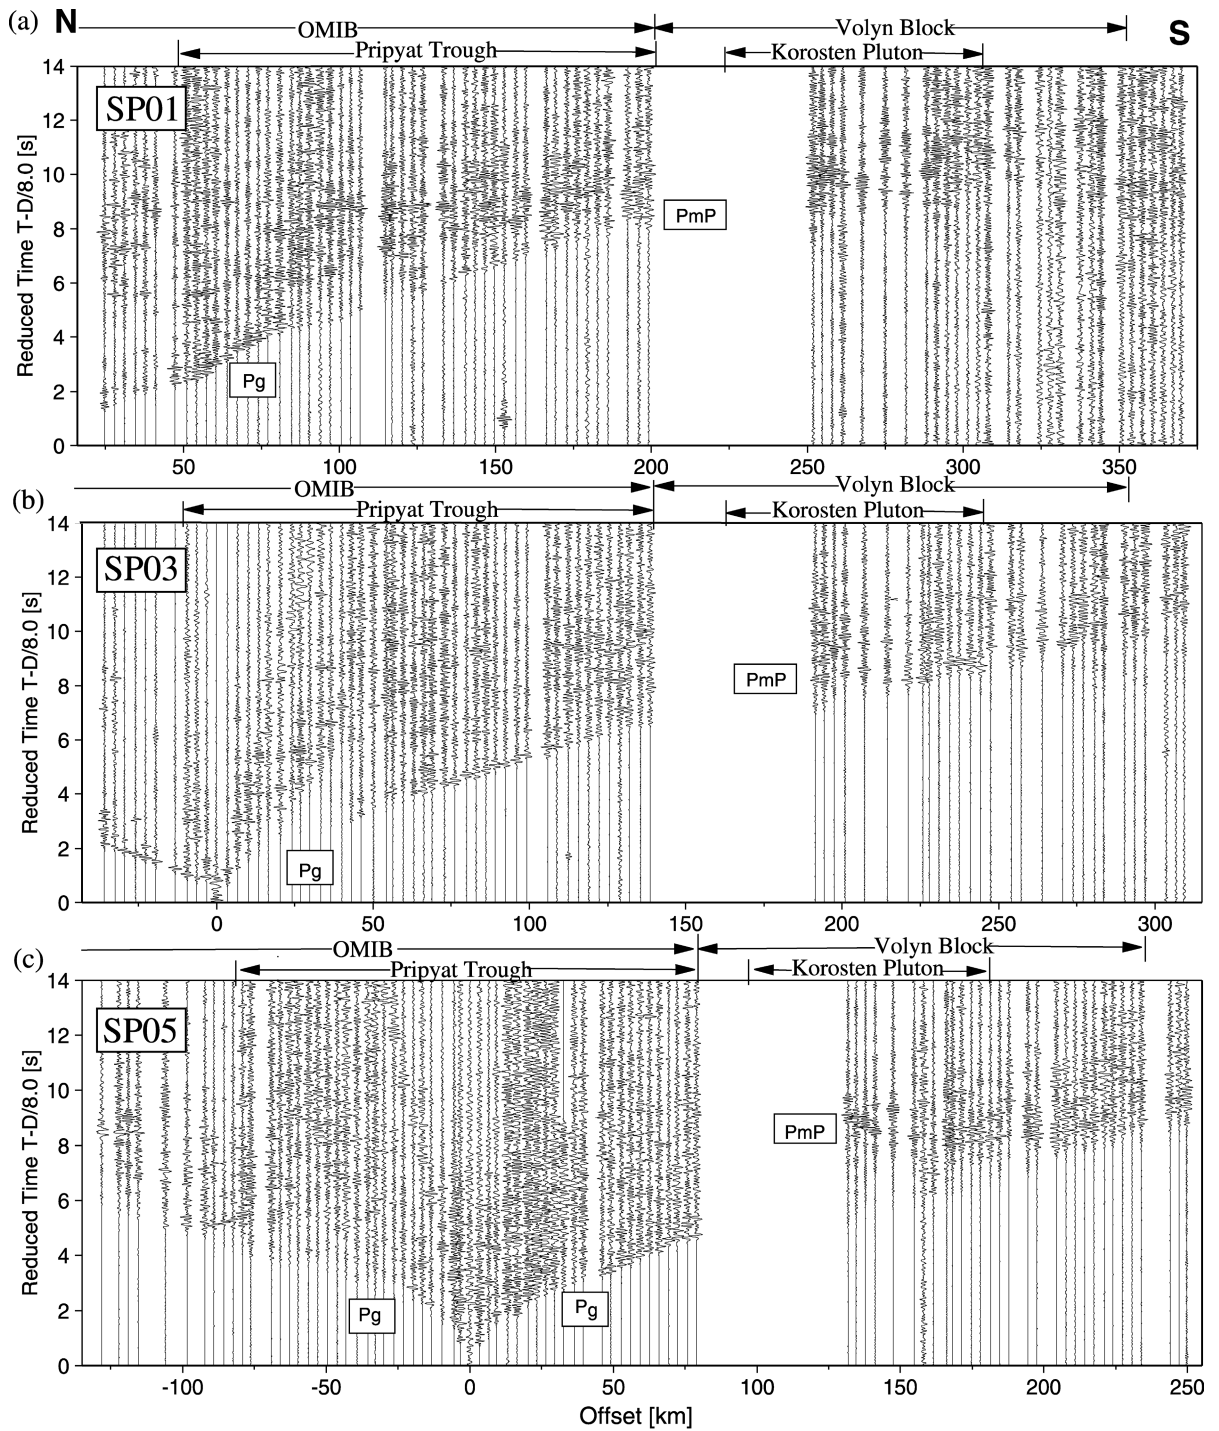 (a) N OMIB Volyn Block S
Pripyat Trough Korosten Pluton
14
SP01
12
10
8
6
4
2
0
Reduced Time T-D/8.0 [s]
PmP
Pg
50 100 150 200 250 300 350
(b) OMIB Volyn Block
Pripyat Trough Korosten Pluton
14
SP03
12
10
8
6
4
2
0
Reduced Time T-D/8.0 [s]
PmP
Pg
0 50 100 150 200 250 300
(c) OMIB Volyn Block
Pripyat Trough Korosten Pluton
14
SP05
12
10
8
6
4
2
0
Reduced Time T-D/8.0 [s]
PmP
Pg Pg
-100 -50 0 50 100 150 200 250
Offset [km]